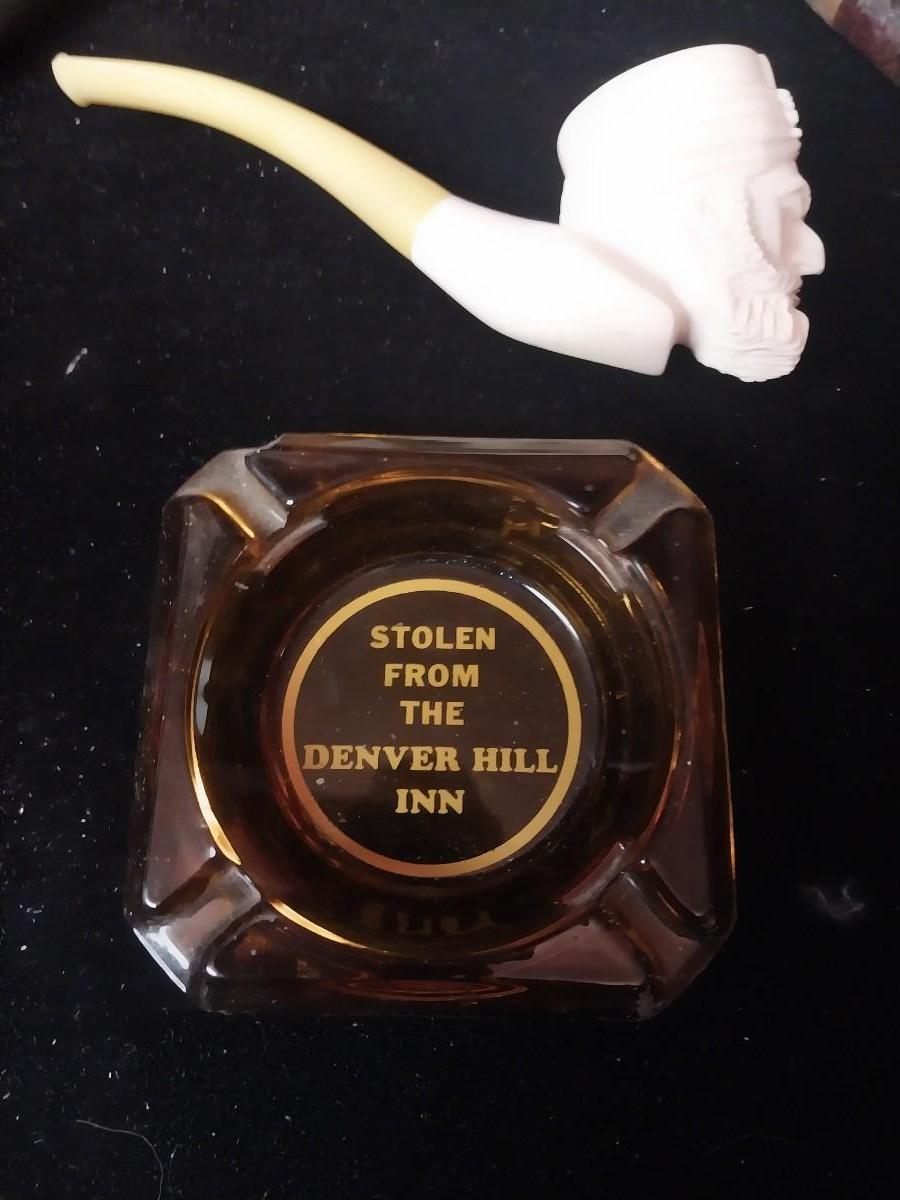 STOLEN
FROM
THE
DENVER HILL
INN